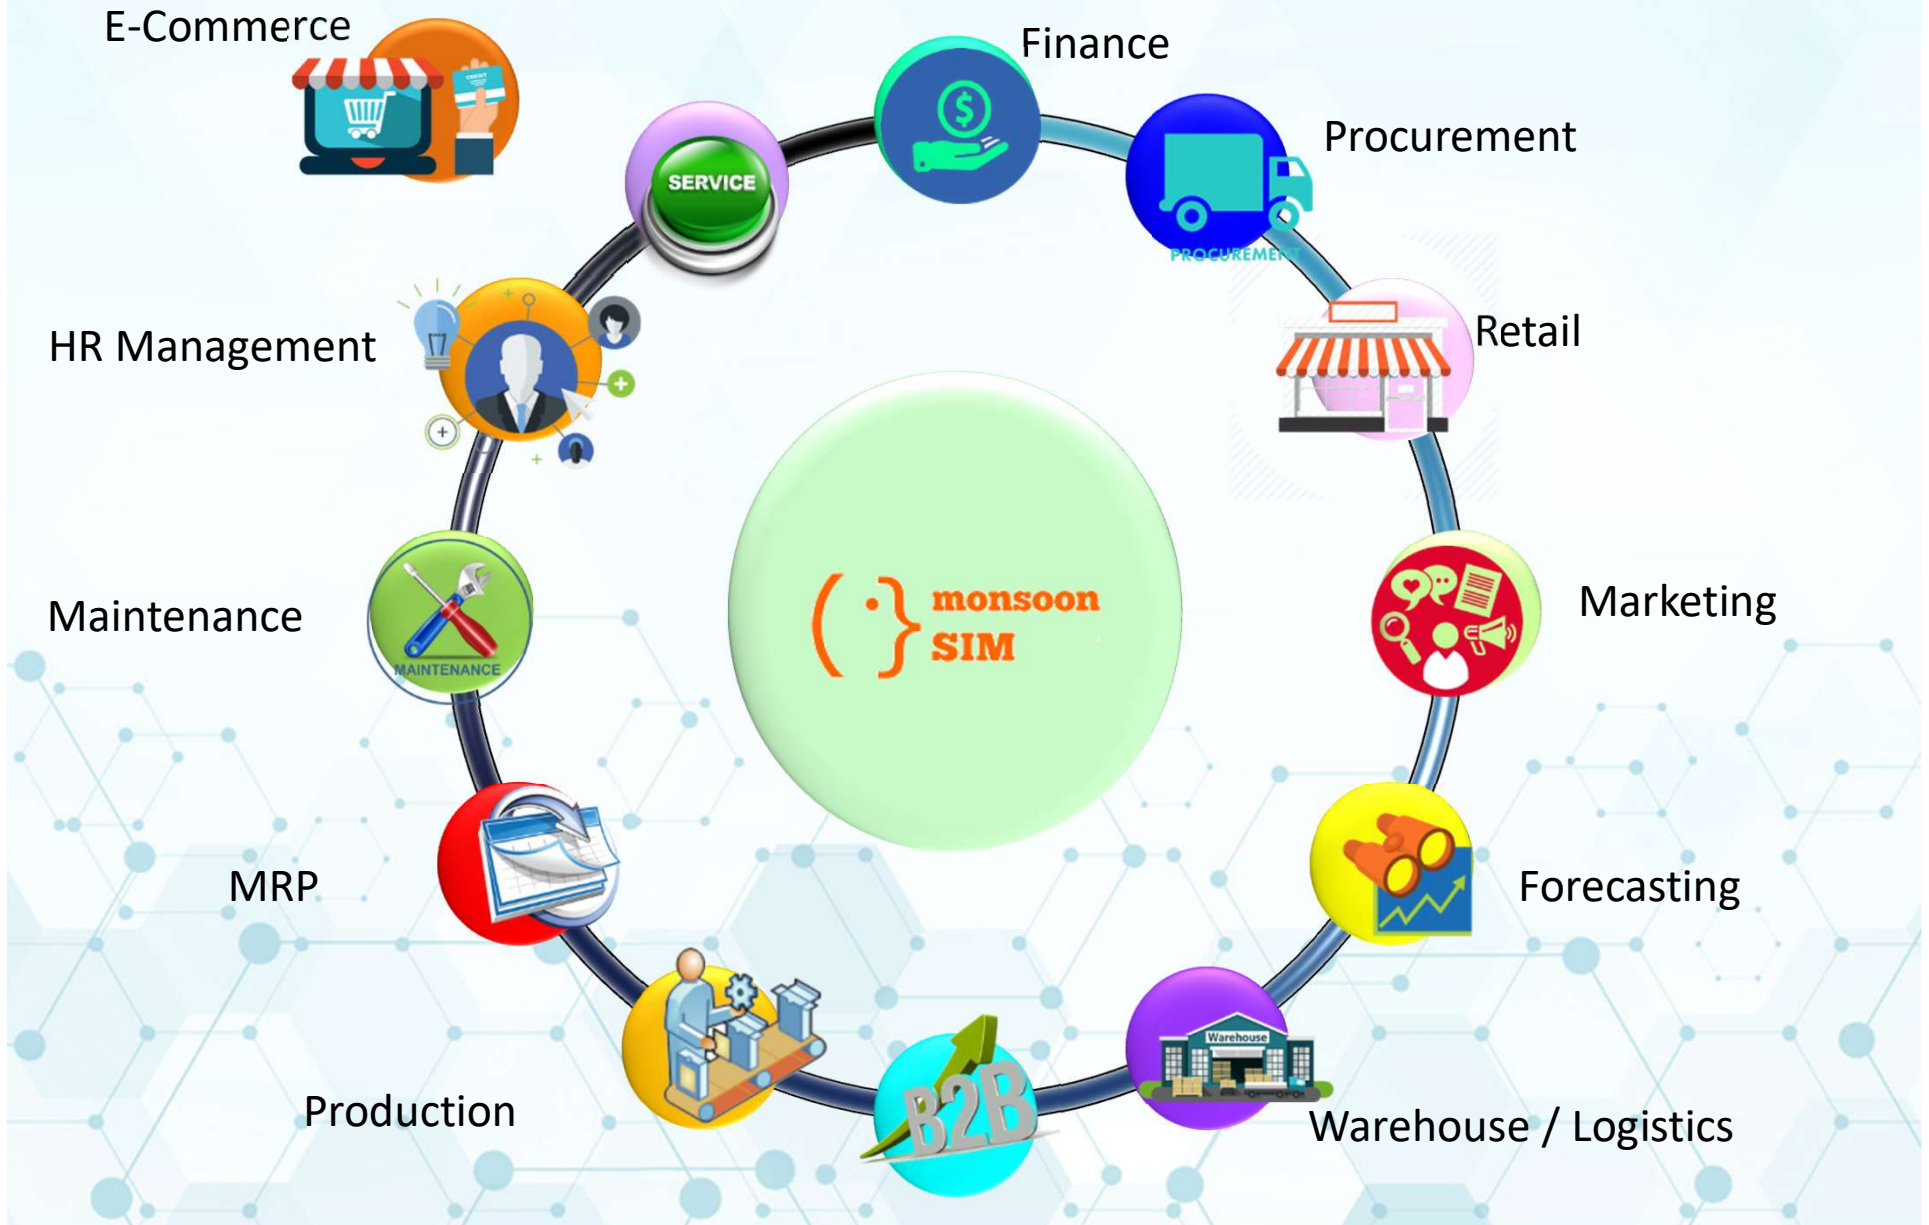 E-Commerce
CREDIT
Finance
SERVICE
$
Procurement
PROCUREMENT
HR Management
Retail
monsoon
SIM
Maintenance
MAINTENANCE
Marketing
MRP
Forecasting
Warehouse
Production
B2B
Warehouse / Logistics